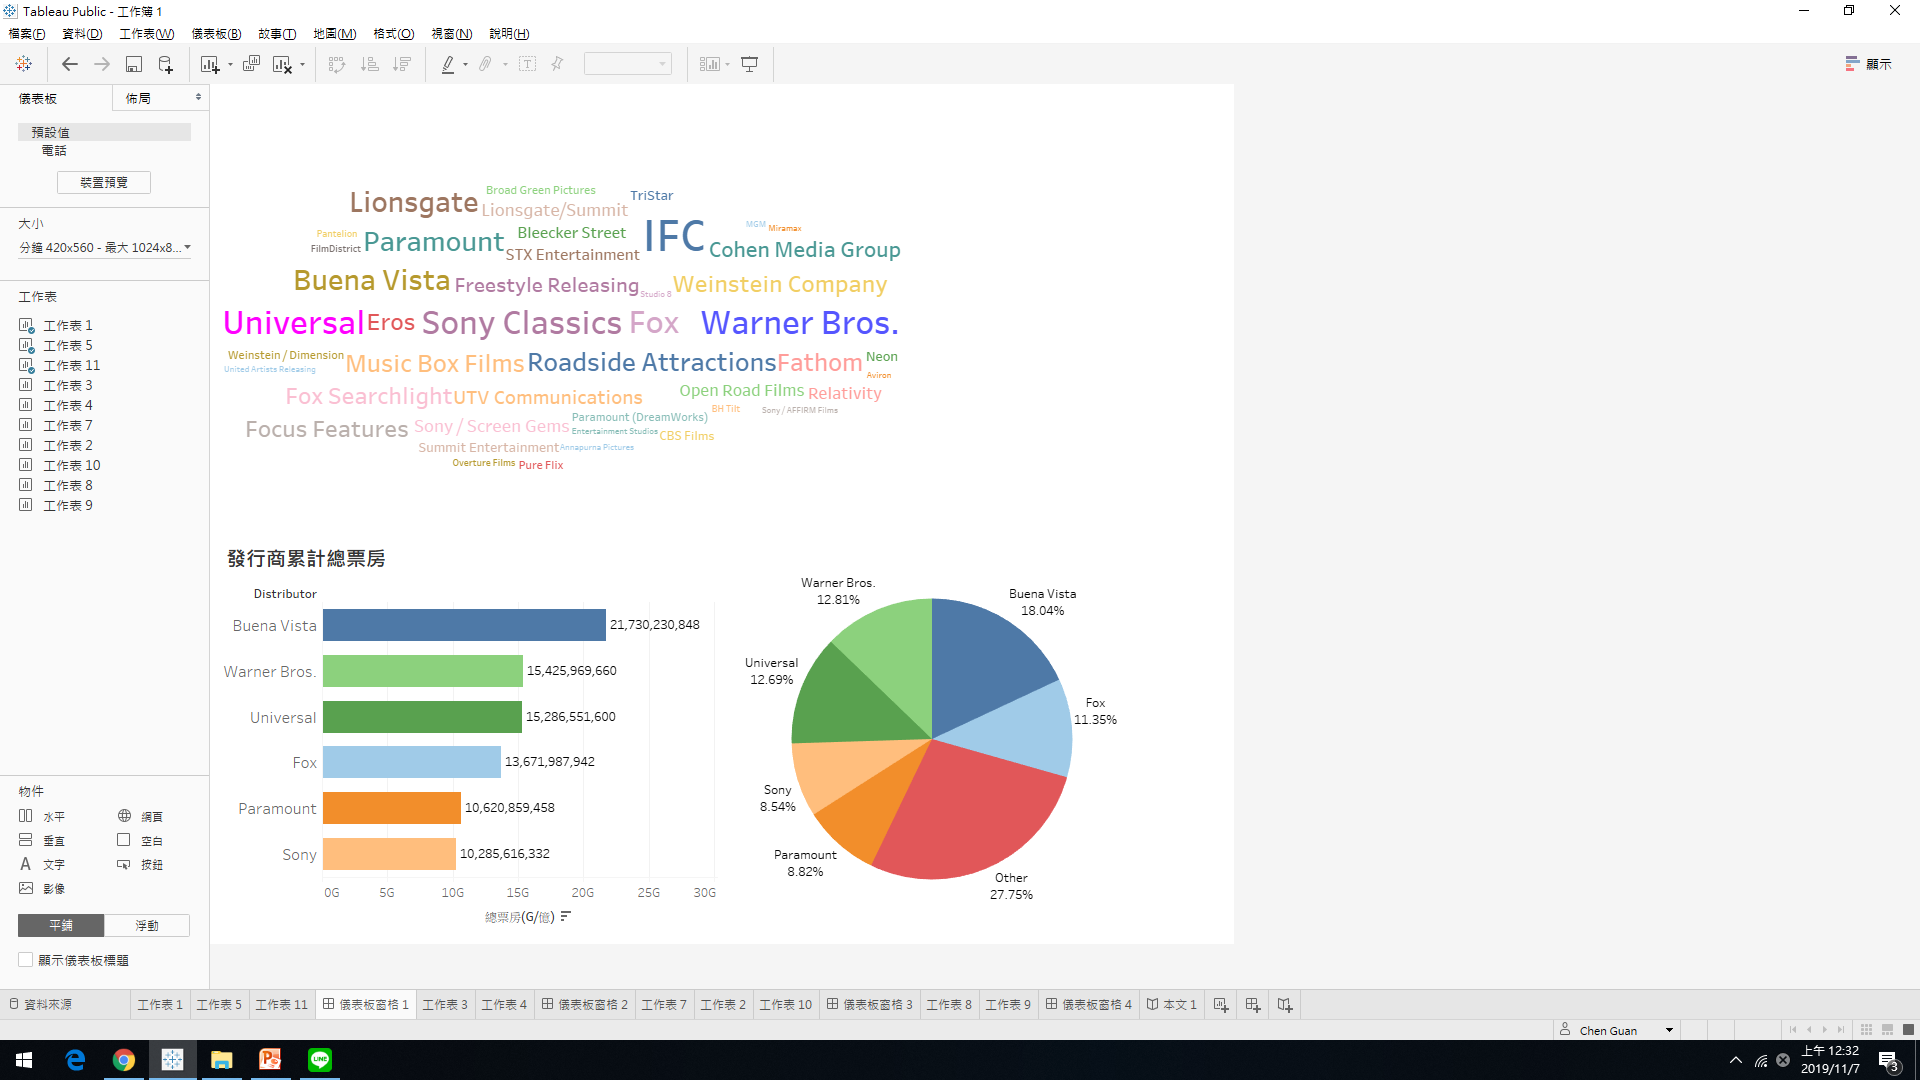 Tableau Public - 工作簿 1
檔案(F) 資料(D) 工作表(W) 儀表板(B) 故事(T) 地圖(M) 格式(O) 視窗(N) 說明(H)
顯示
儀表板 佈局
預設值
電話
裝置預覽
大小
分鐘 420x560 - 最大 1024x8...
工作表
工作表 1
工作表 5
工作表 11
工作表 3
工作表 4
工作表 7
工作表 2
工作表 10
工作表 8
工作表 9
物件
水平 網頁
垂直 空白
文字 按鈕
影像
平鋪 浮動
顯示儀表板標題
Lionsgate Broad Green Pictures TriStar
Lionsgate/Summit
Pantelion Bleecker Street IFC MGM Miramax
FilmDistrict Paramount STX Entertainment Cohen Media Group
Buena Vista Freestyle Releasing Studio 8 Weinstein Company
Universal Eros Sony Classics Fox Warner Bros.
Weinstein / Dimension Music Box Films Roadside Attractions Fathom Neon
United Artists Releasing Aviron
Fox Searchlight UTV Communications Open Road Films Relativity
BH Tilt Sony / AFFIRM Films
Focus Features Sony / Screen Gems Paramount (DreamWorks)
Entertainment Studios CBS Films
Summit Entertainment Annapurna Pictures
Overture Films Pure Flix
發行商累計總票房
Distributor
Buena Vista 21,730,230,848
Warner Bros. 15,425,969,660
Universal 15,286,551,600
Fox 13,671,987,942
Paramount 10,620,859,458
Sony 10,285,616,332
0G 5G 10G 15G 20G 25G 30G
總票房(G/億)
Warner Bros.
12.81%
Buena Vista
18.04%
Universal
12.69%
Fox
11.35%
Sony
8.54%
Paramount
8.82%
Other
27.75%
資料來源 工作表 1 工作表 5 工作表 11 儀表板窗格 1 工作表 3 工作表 4 儀表板窗格 2 工作表 7 工作表 2 工作表 10 儀表板窗格 3 工作表 8 工作表 9 儀表板窗格 4 本文 1
Chen Guan
上午 12:32
2019/11/7
3